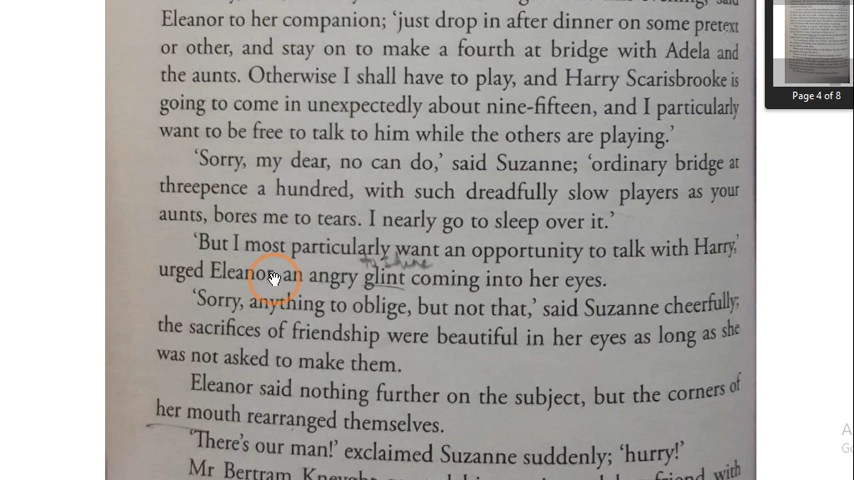 Eleanor to her companion; ‘just drop in after dinner on some pretext
or other, and stay on to make a fourth at bridge with Adela and
the aunts. Otherwise I shall have to play, and Harry Scarisbrooke is
going to come in unexpectedly about nine-fifteen, and I particularly
want to be free to talk to him while the others are playing.’
‘Sorry, my dear, no can do,’ said Suzanne; ‘ordinary bridge at
threepence a hundred, with such dreadfully slow players as your
aunts, bores me to tears. I nearly go to sleep over it.’
‘But I most particularly want an opportunity to talk with Harry,’
to shine
urged Eleanor, an angry glint coming into her eyes.
‘Sorry, anything to oblige, but not that,’ said Suzanne cheerfully;
the sacrifices of friendship were beautiful in her eyes as long as she
was not asked to make them.
Eleanor said nothing further on the subject, but the corners of
her mouth rearranged themselves.
‘There’s our man!’ exclaimed Suzanne suddenly; ‘hurry!’
Mr Bertram
friend with
Page 4 of 8